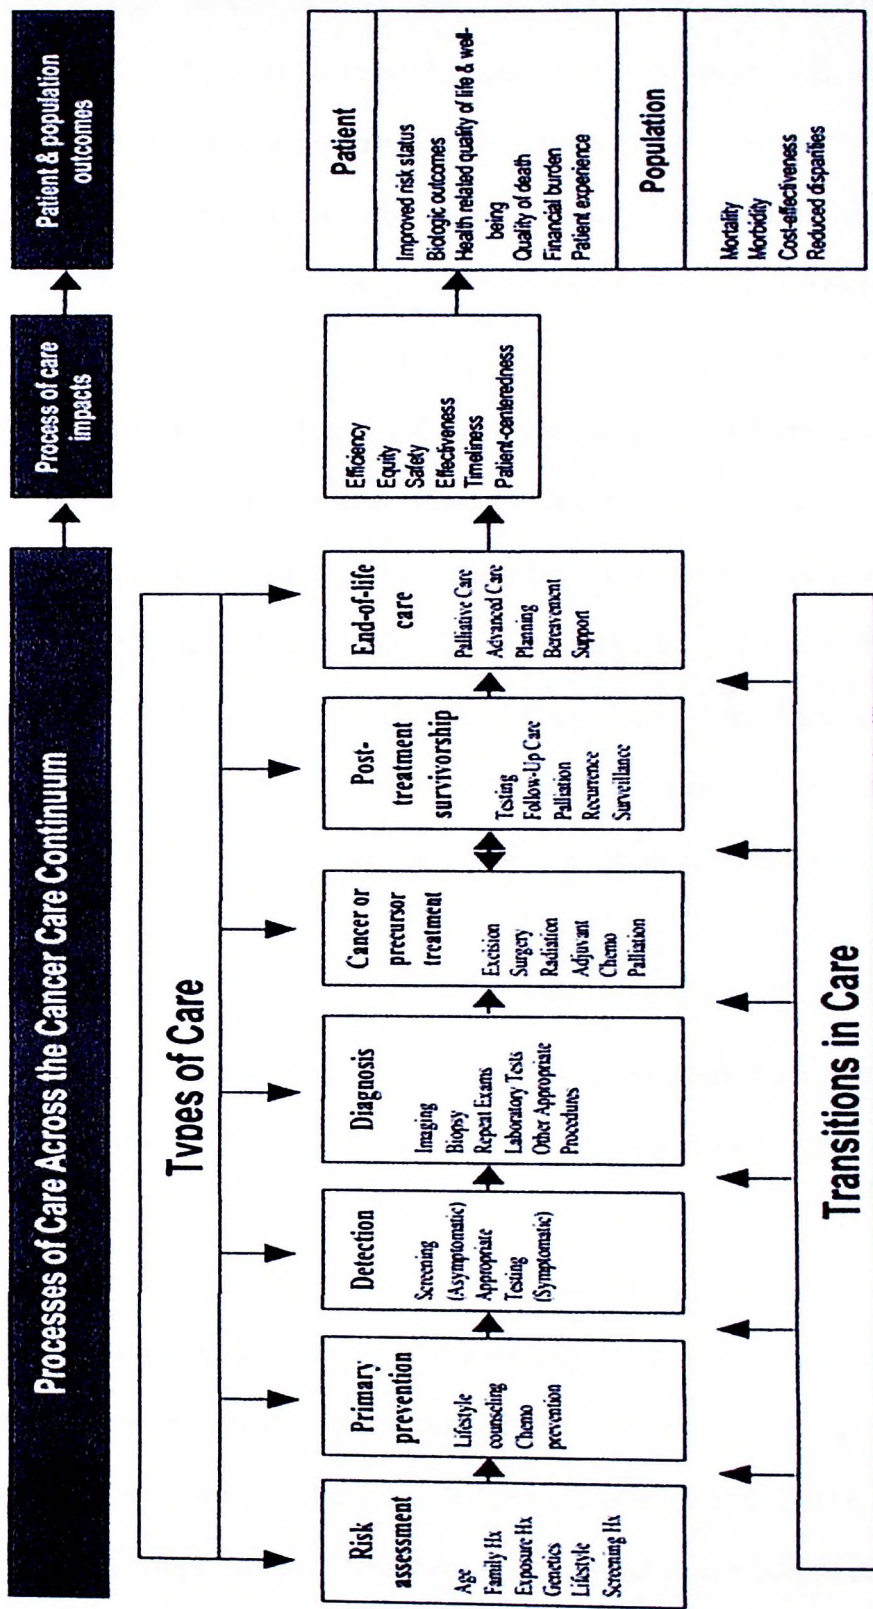 Processes of Care Across the Cancer Care Continuum
Process of care
impacts
Patient & population
outcomes
Types of Care
Risk
assessment
Age
Family Hx
Exposure Hx
Genetics
Lifestyle
Screening Hx
Primary
prevention
Lifestyle
counseling
Chemo
prevention
Detection
Screening
(Asymptomatic)
Appropriate
Testing
(Symptomatic)
Diagnosis
Imaging
Biopsy
Repeat Exams
Laboratory Tests
Other Appropriate
Procedures
Cancer or
precursor
treatment
Excision
Surgery
Radiation
Adjuvant
Chemo
Palliation
Post-
treatment
survivorship
Testing
Follow-Up Care
Palliation
Recurrence
Surveillance
End-of-life
care
Palliative Care
Advanced Care
Planning
Bereavement
Support
Efficiency
Equity
Safety
Effectiveness
Timeliness
Patient-centeredness
Patient
Improved risk status
Biologic outcomes
Health related quality of life & well-
being
Quality of death
Financial burden
Patient experience
Population
Mortality
Morbidity
Cost-effectiveness
Reduced disparities
Transitions in Care